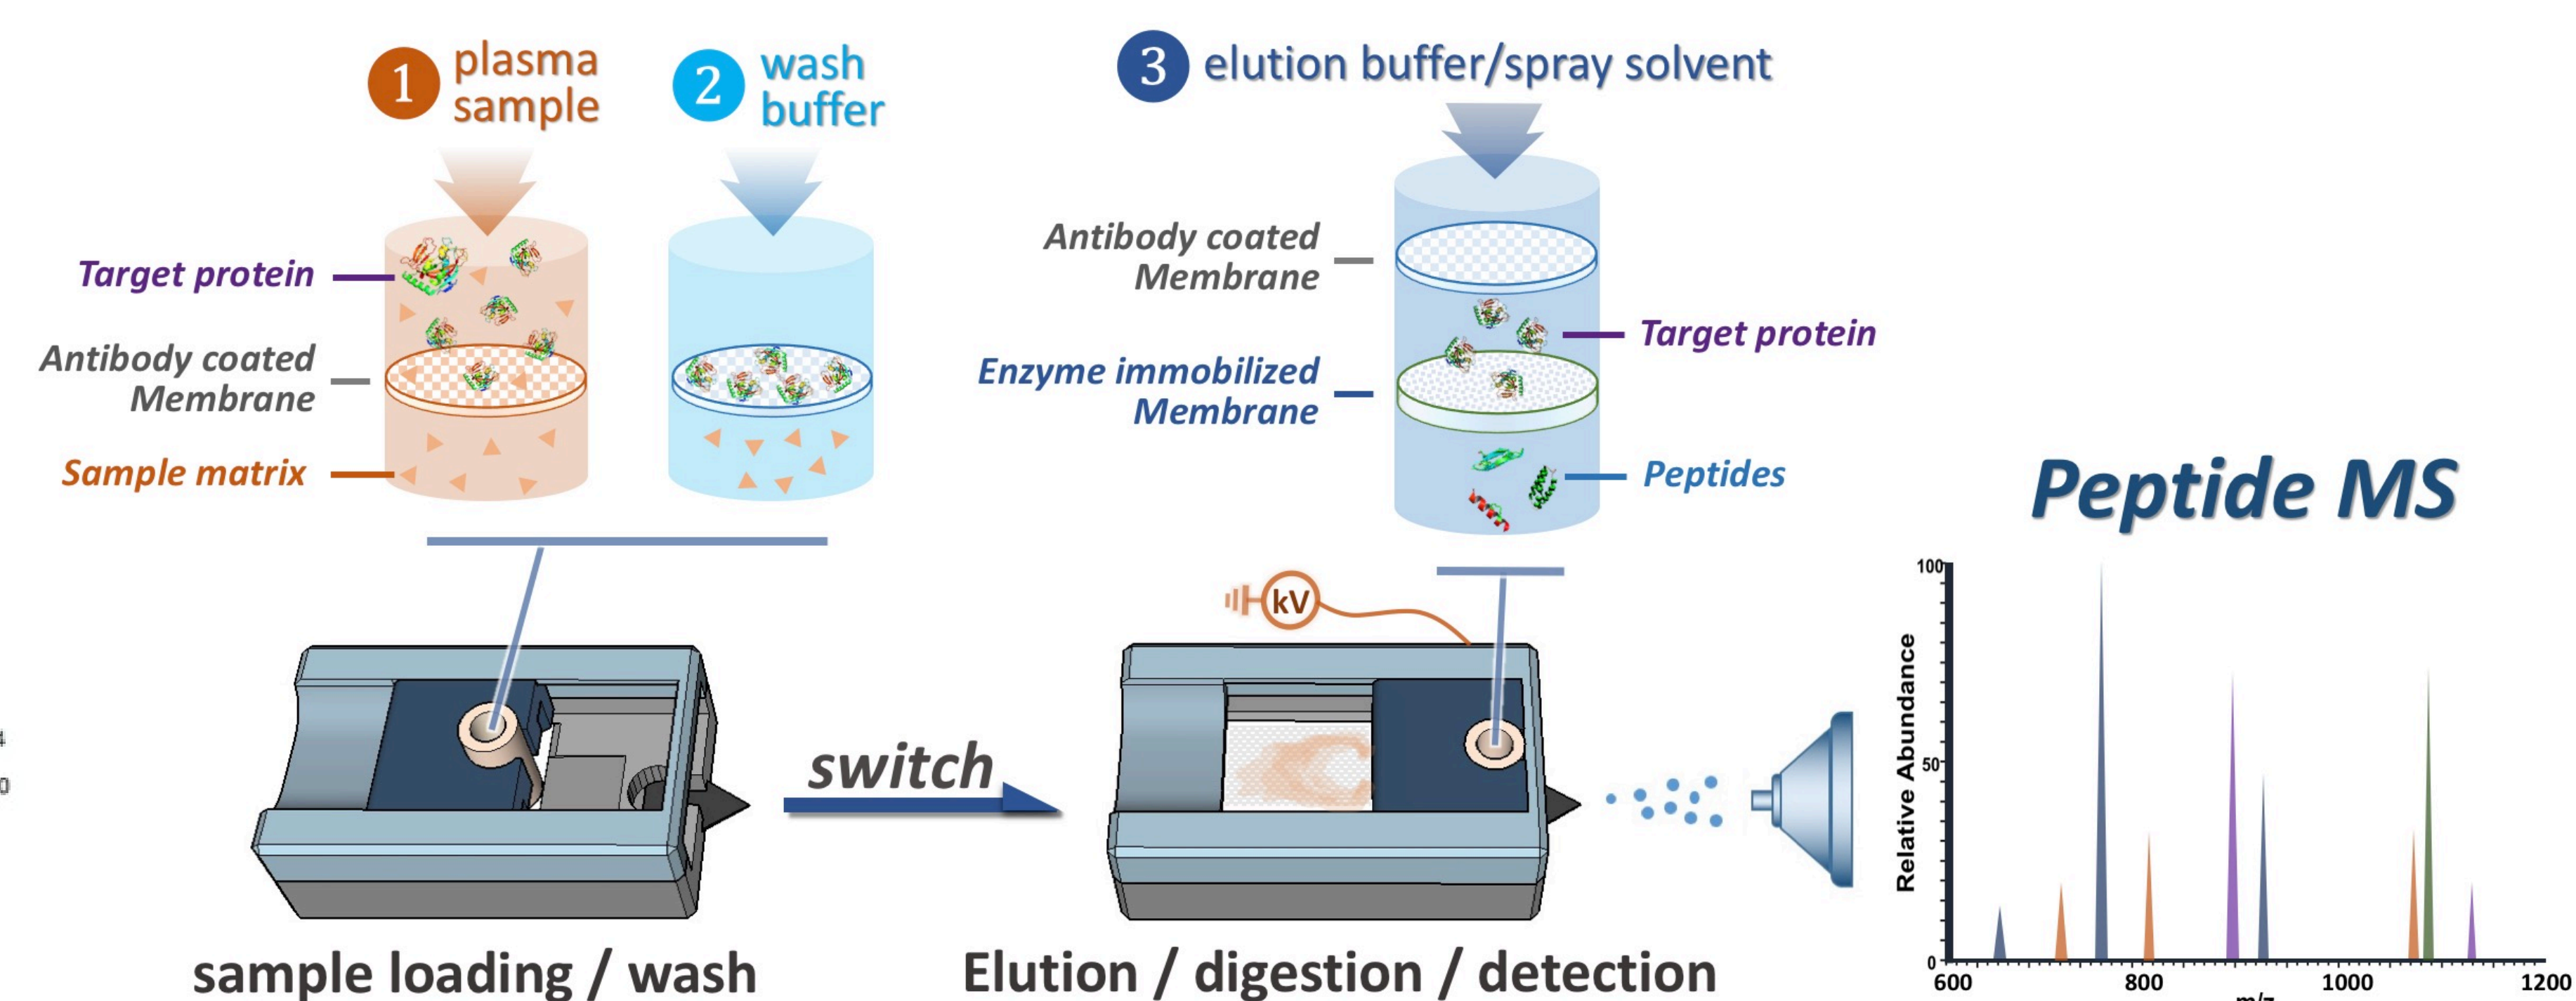 1 plasma
sample
2 wash
buffer
3 elution buffer/spray solvent
Target protein
Antibody coated
Membrane
Sample matrix
Antibody coated
Membrane
Enzyme immobilized
Membrane
Target protein
Peptides
kV
switch
sample loading / wash
Elution / digestion / detection
Peptide MS
Relative Abundance
100
50
0
600 800 1000 1200
m/z